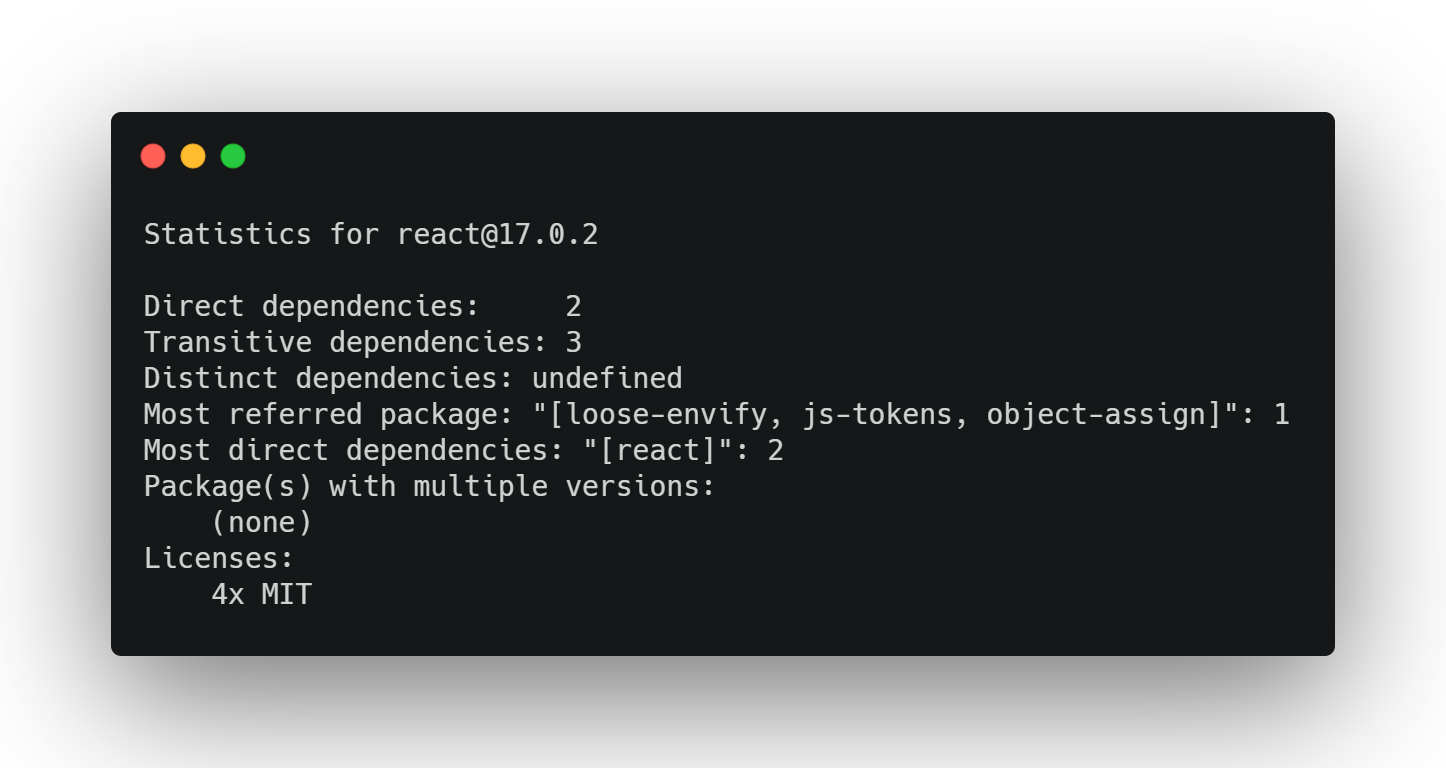 Statistics for react@17.0.2
Direct dependencies:     2
Transitive dependencies: 3
Distinct dependencies: undefined
Most referred package: "[loose-envify, js-tokens, object-assign]": 1
Most direct dependencies: "[react]": 2
Package(s) with multiple versions:
    (none)
Licenses:
    4x MIT